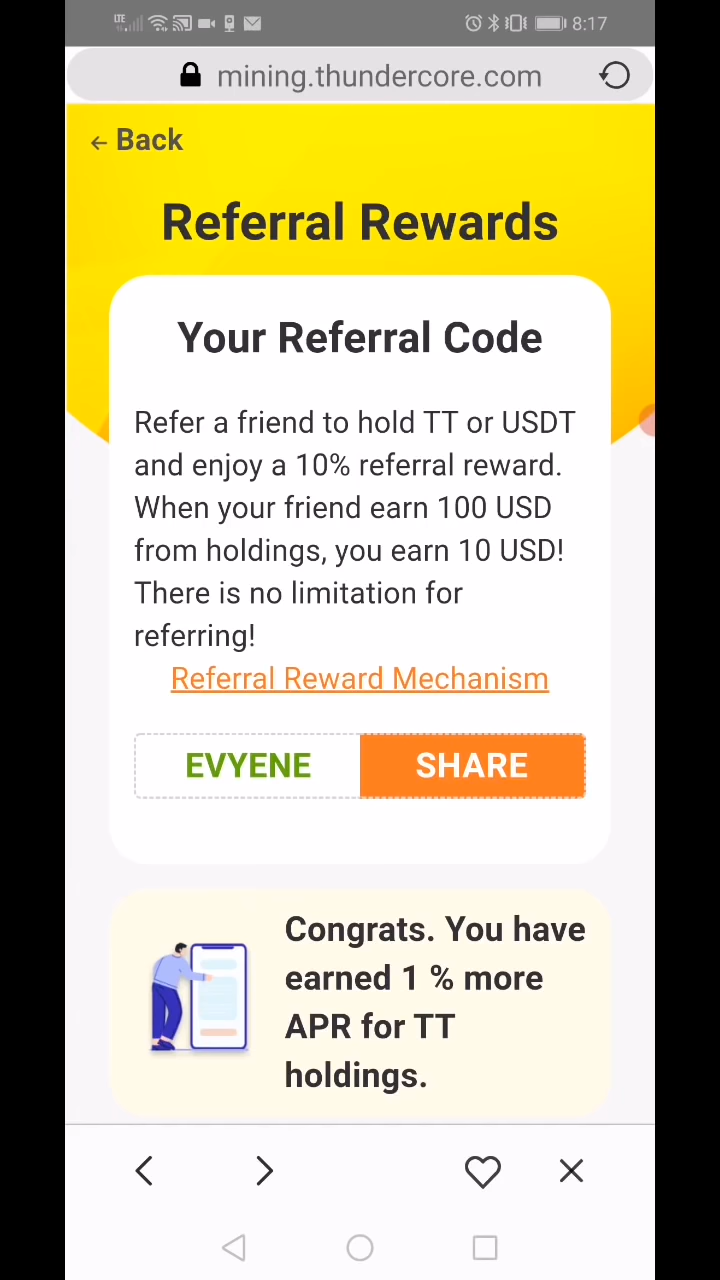 LTE 8:17
mining.thundercore.com
← Back
Referral Rewards
Your Referral Code
Refer a friend to hold TT or USDT
and enjoy a 10% referral reward.
When your friend earn 100 USD
from holdings, you earn 10 USD!
There is no limitation for
referring!
Referral Reward Mechanism
EVYENE SHARE
Congrats. You have
earned 1 % more
APR for TT
holdings.